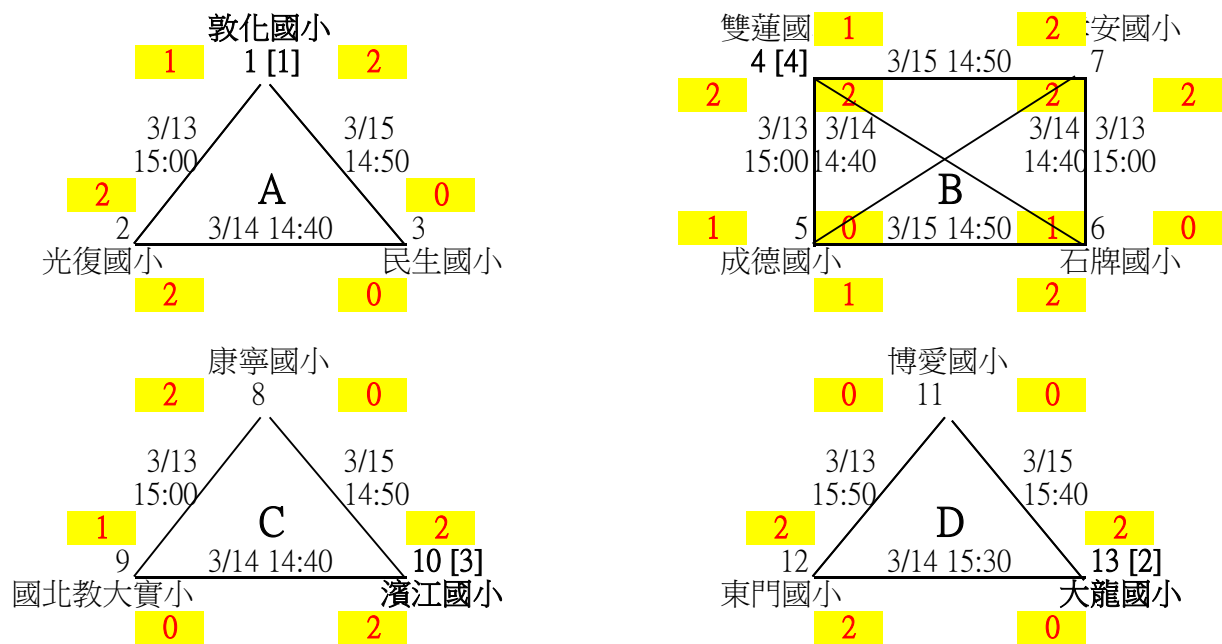 敦化國小
1 1 [1] 2
3/13 3/15
15:00 14:50
2 A 0
2 3/14 14:40 3
光復國小 民生國小
2 0
雙蓮國 1 2 安國小
4 [4] 3/15 14:50 7
2 2 2 2
3/13 3/14 3/14 3/13
15:00 14:40 14:40 15:00
B
1 5 0 3/15 14:50 1 6 0
成德國小 石牌國小
1 2
康寧國小
2 8 0
3/13 3/15
15:00 14:50
1 C 2
9 3/14 14:40 10 [3]
國北教大實小 濱江國小
0 2
博愛國小
0 11 0
3/13 3/15
15:50 15:40
2 D 2
12 3/14 15:30 13 [2]
東門國小 大龍國小
2 0